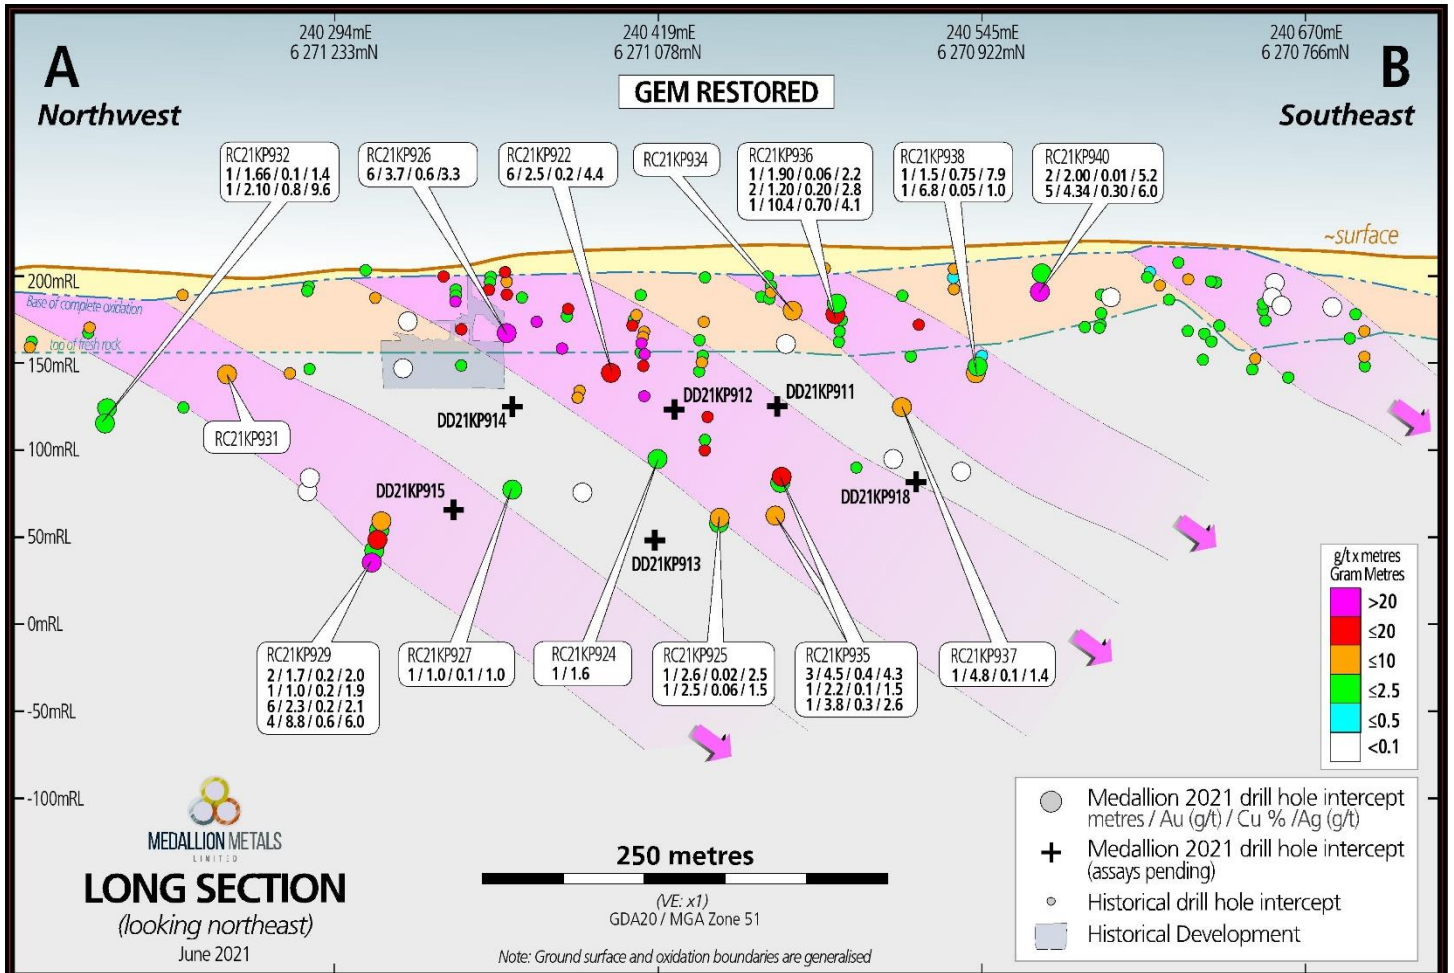 240 294mE
6 271 233mN
240 419mE
6 271 078mN
240 545mE
6 270 922mN
240 670mE
6 270 766mN
A
Northwest
GEM RESTORED
B
Southeast
RC21KP932
1 / 1.66 / 0.1 / 1.4
1 / 2.10 / 0.8 / 9.6
RC21KP926
6 / 3.7 / 0.6 /3.3
RC21KP922
6 / 2.5 / 0.2 / 4.4
RC21KP934
RC21KP936
1 / 1.90 / 0.06 / 2.2
2 / 1.20 / 0.20 / 2.8
1 / 10.4 / 0.70 / 4.1
RC21KP938
1 / 1.5 / 0.75 / 7.9
1 / 6.8 / 0.05 / 1.0
RC21KP940
2 / 2.00 / 0.01 / 5.2
5 / 4.34 / 0.30 / 6.0
~surface
200mRL
Base of complete oxidation
top of fresh rock
150mRL
DD21KP914
DD21KP912
DD21KP911
RC21KP931
100mRL
DD21KP915
DD21KP918
50mRL
DD21KP913
0mRL
RC21KP929
2 / 1.7 / 0.2 / 2.0
1 / 1.0 / 0.2 / 1.9
6 / 2.3 / 0.2 / 2.1
4 / 8.8 / 0.6 / 6.0
RC21KP927
1 / 1.0 / 0.1 / 1.0
RC21KP924
1 / 1.6
RC21KP925
1 / 2.6 / 0.02 / 2.5
1 / 2.5 / 0.06 / 1.5
RC21KP935
3 / 4.5 / 0.4 / 4.3
1 / 2.2 / 0.1 / 1.5
1 / 3.8 / 0.3 / 2.6
RC21KP937
1 / 4.8 / 0.1 / 1.4
-50mRL
-100mRL
g/t x metres
Gram Metres
>20
≤20
≤10
≤2.5
≤0.5
<0.1
MEDALLION METALS
LIMITED
LONG SECTION
(looking northeast)
June 2021
250 metres
(VE: x1)
GDA20 / MGA Zone 51
Note: Ground surface and oxidation boundaries are generalised
Medallion 2021 drill hole intercept
metres / Au (g/t) / Cu % /Ag (g/t)
Medallion 2021 drill hole intercept
(assays pending)
Historical drill hole intercept
Historical Development